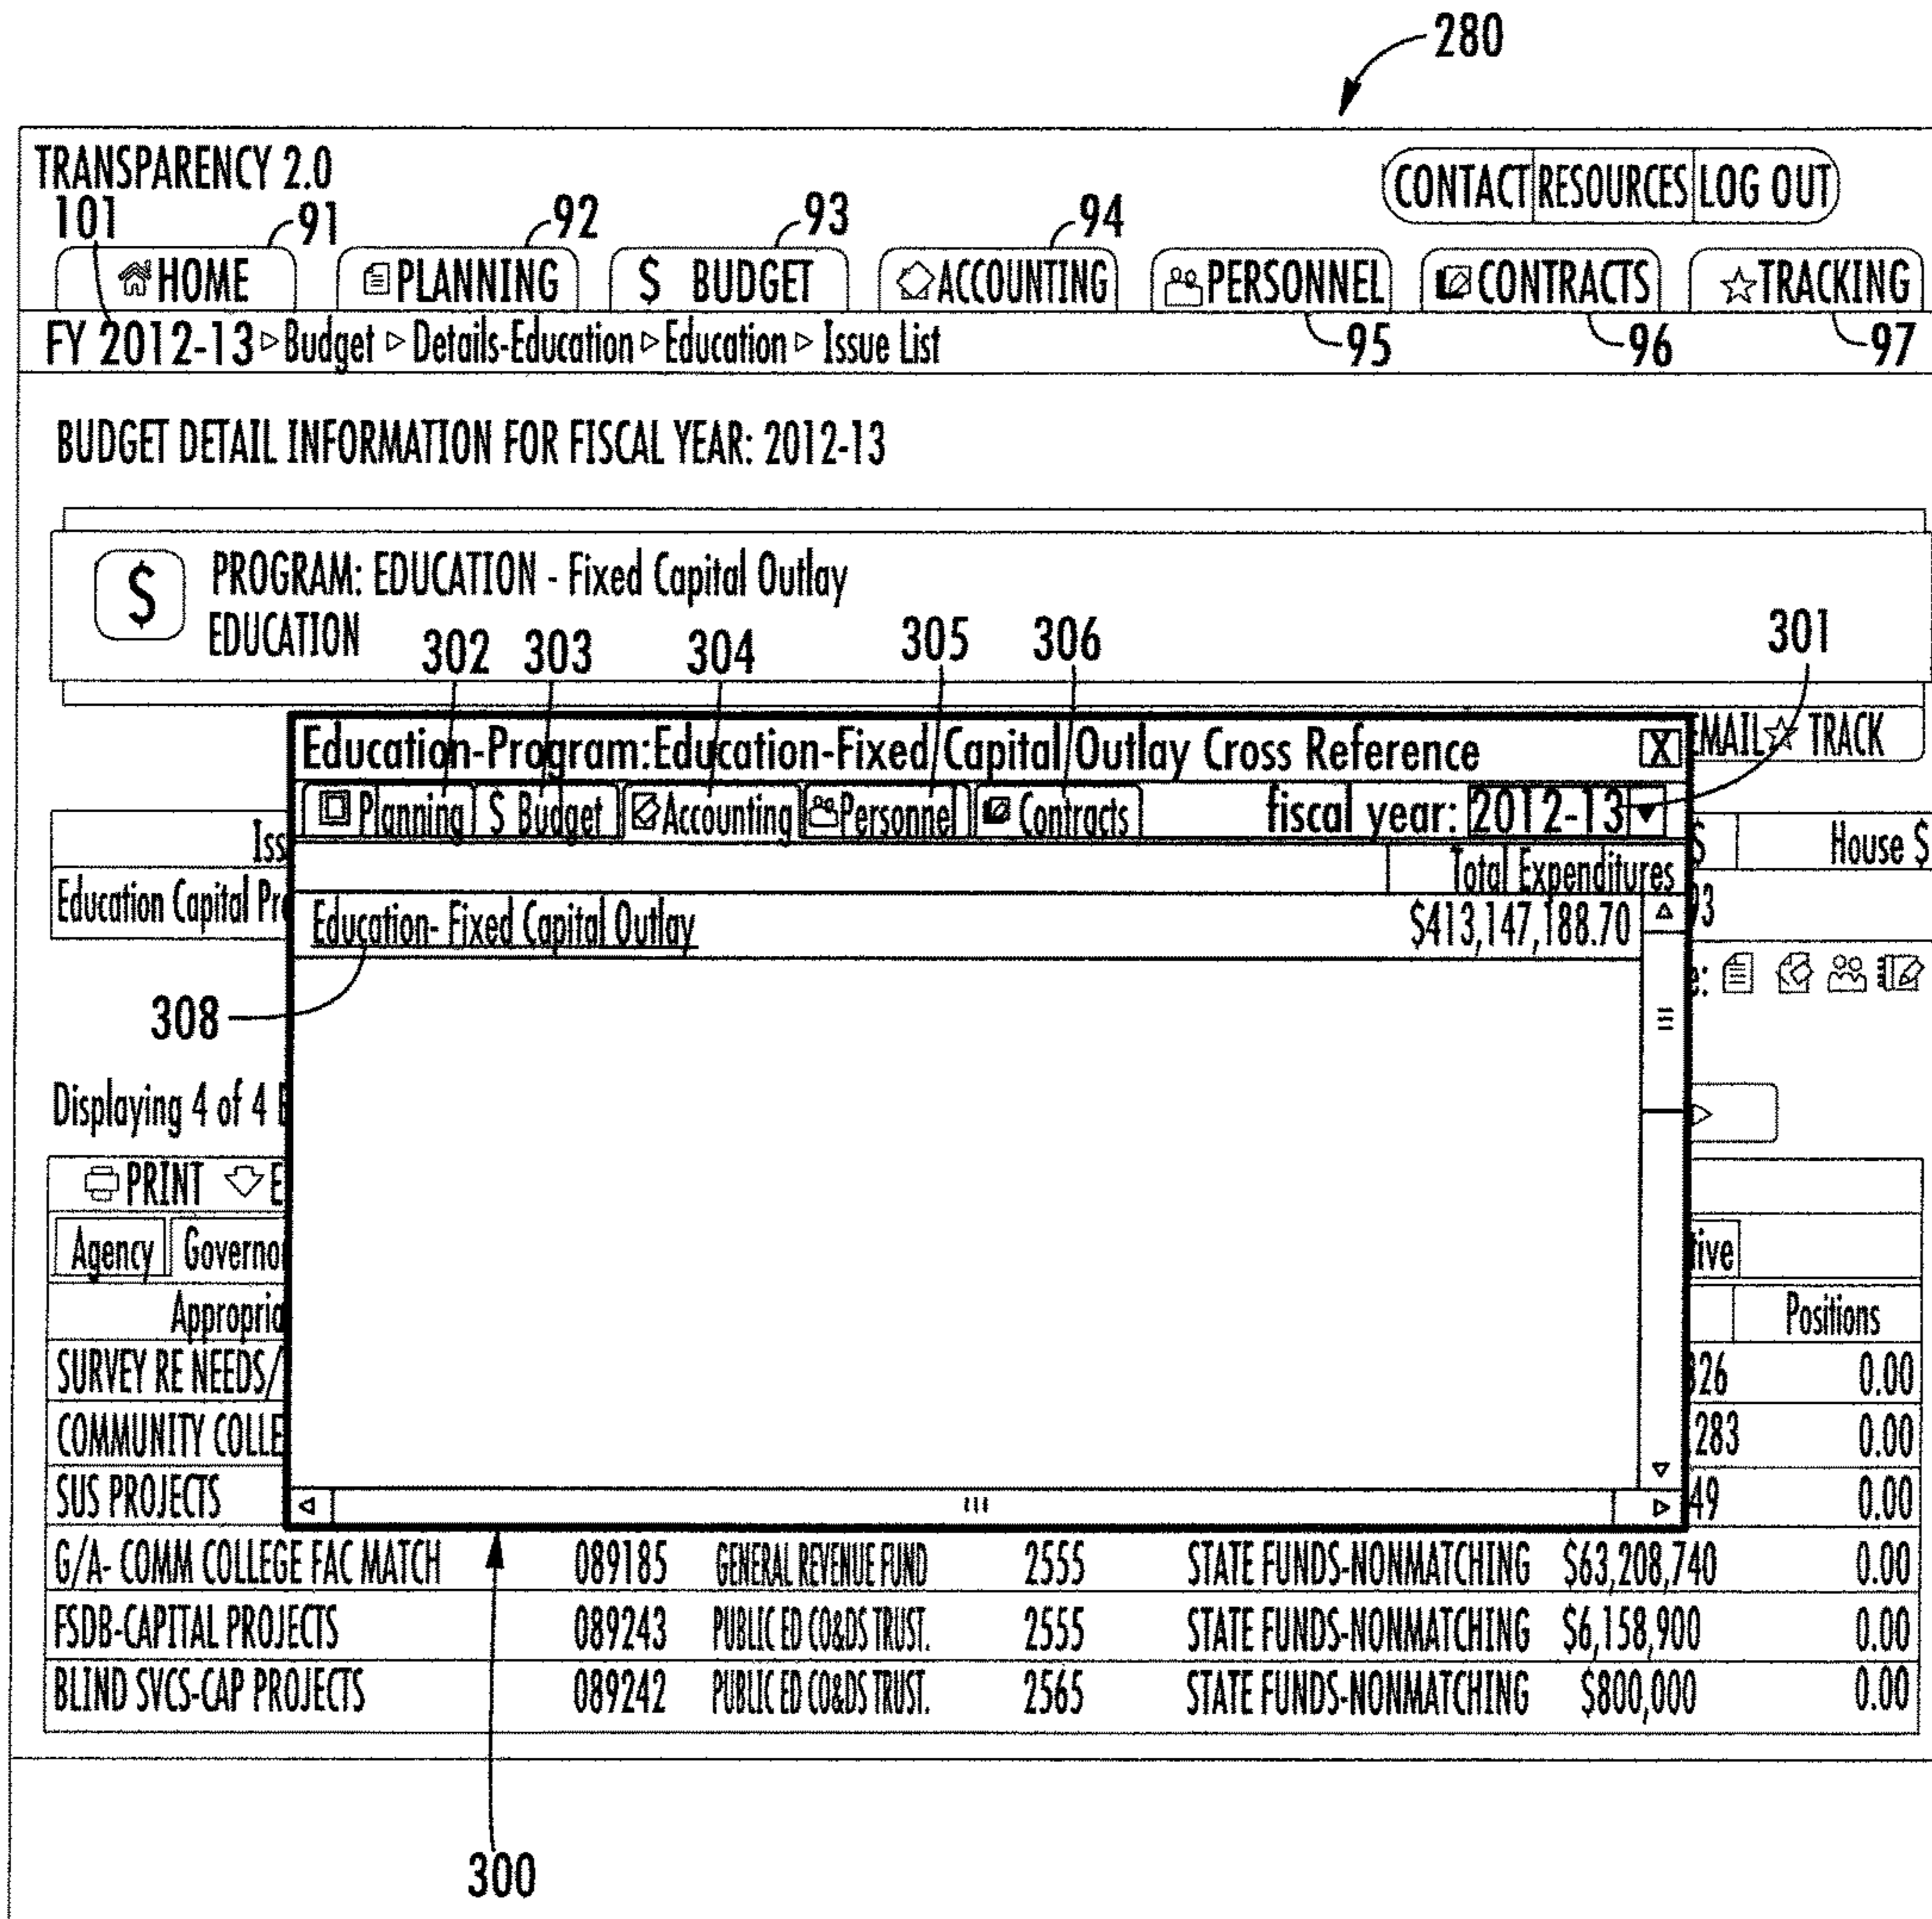 280
TRANSPARENCY 2.0
CONTACT RESOURCES LOG OUT
101 91 92 93 94
HOME PLANNING $ BUDGET ACCOUNTING PERSONNEL CONTRACTS TRACKING
FY 2012-13 ▹ Budget ▹ Details-Education ▹ Education ▹ Issue List
95 96 97
BUDGET DETAIL INFORMATION FOR FISCAL YEAR: 2012-13
$ PROGRAM: EDUCATION - Fixed Capital Outlay
EDUCATION
302 303 304 305 306 301
Education-Program:Education-Fixed Capital Outlay Cross Reference X
EMAIL ☆ TRACK
Planning $ Budget Accounting Personnel Contracts fiscal year: 2012-13
Iss $ House $
Total Expenditures
Education Capital Pr 93
Education- Fixed Capital Outlay $413,147,188.70
308 e:
Displaying 4 of 4
PRINT E
Agency Governo tive
Appropria Positions
SURVEY RE NEEDS/ 326 0.00
COMMUNITY COLLE 283 0.00
SUS PROJECTS 49 0.00
G/A- COMM COLLEGE FAC MATCH 089185 GENERAL REVENUE FUND 2555 STATE FUNDS-NONMATCHING $63,208,740 0.00
FSDB-CAPITAL PROJECTS 089243 PUBLIC ED CO&DS TRUST. 2555 STATE FUNDS-NONMATCHING $6,158,900 0.00
BLIND SVCS-CAP PROJECTS 089242 PUBLIC ED CO&DS TRUST. 2565 STATE FUNDS-NONMATCHING $800,000 0.00
300